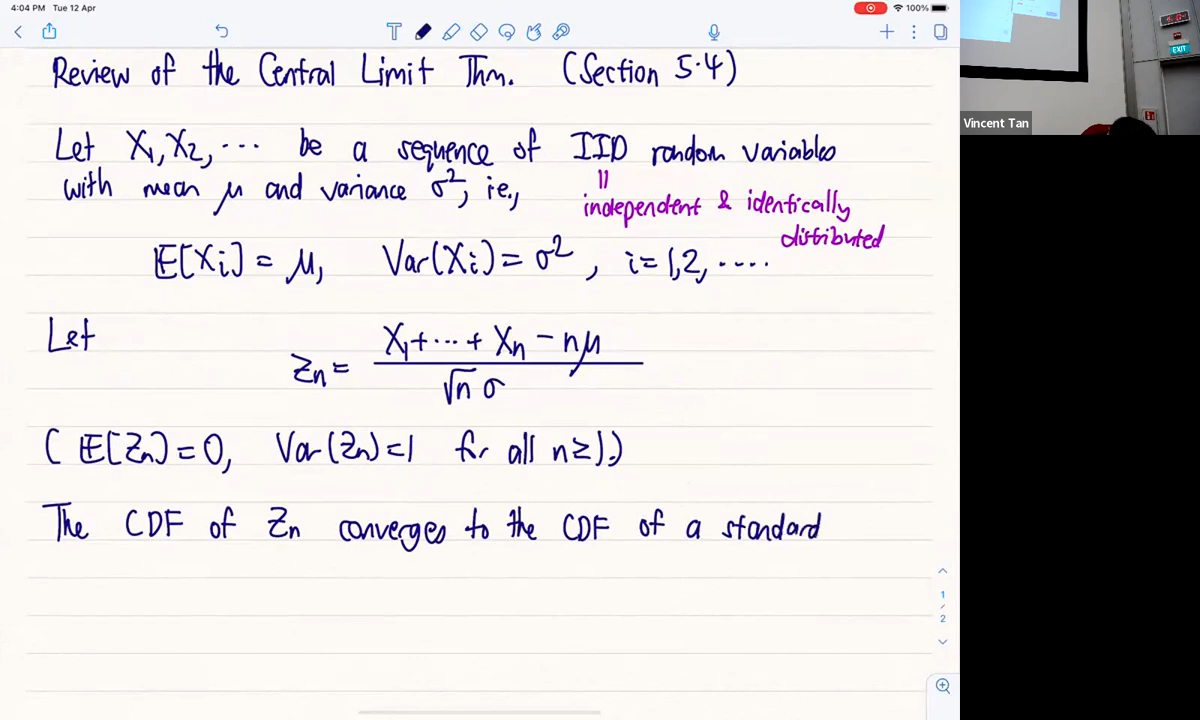 4:04 PM Tue 12 Apr
100%
Review of the Central Limit Thm. (Section 5.4)
Let X₁, X₂, ⋯ be a sequence of IID random variables
with mean μ and variance σ², i.e.,
||
independent & identically
distributed
𝔼[Xi] = μ, Var(Xi) = σ², i = 1,2, ⋯⋅
Let
Zn = (X₁ + ⋯ + Xn − nμ) / (√n σ)
( 𝔼[Zn] = 0, Var(Zn) = 1 for all n ≥ 1.)
The CDF of Zn converges to the CDF of a standard
1
/
2
Vincent Tan
EXIT